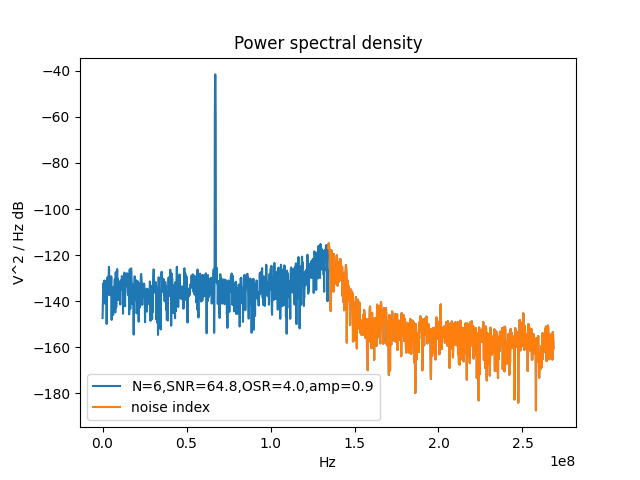 Power spectral density
V^2 / Hz dB
−40
−60
−80
−100
−120
−140
−160
−180
N=6,SNR=64.8,OSR=4.0,amp=0.9
noise index
0.0
0.5
1.0
1.5
2.0
2.5
1e8
Hz